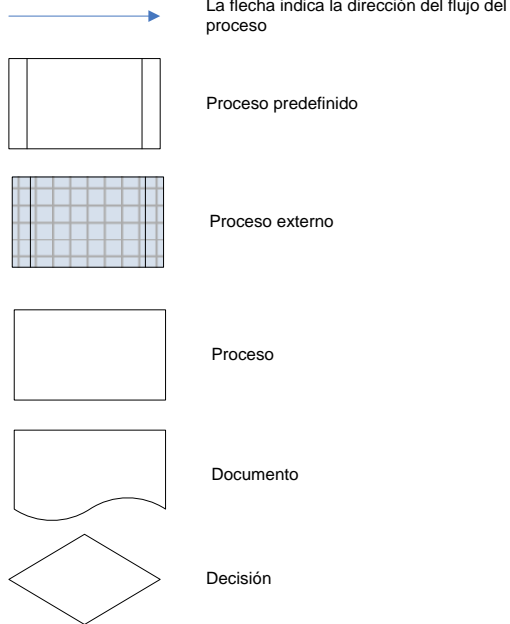 La flecha indica la dirección del flujo del
proceso
Proceso predefinido
Proceso externo
Proceso
Documento
Decisión